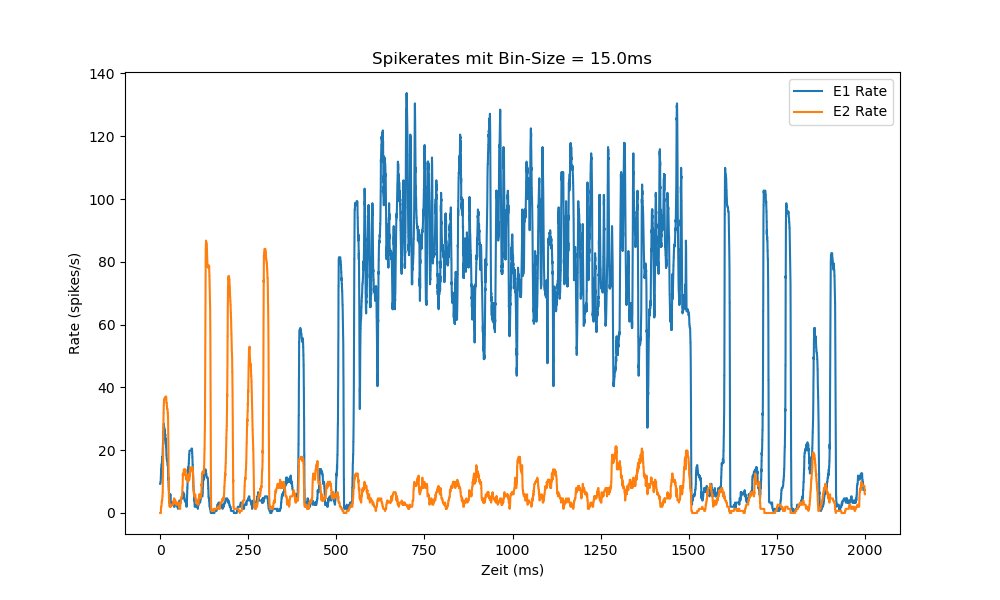 Spikerates mit Bin-Size = 15.0ms
E1 Rate
E2 Rate
Rate (spikes/s)
140
120
100
80
60
40
20
0
0 250 500 750 1000 1250 1500 1750 2000
Zeit (ms)